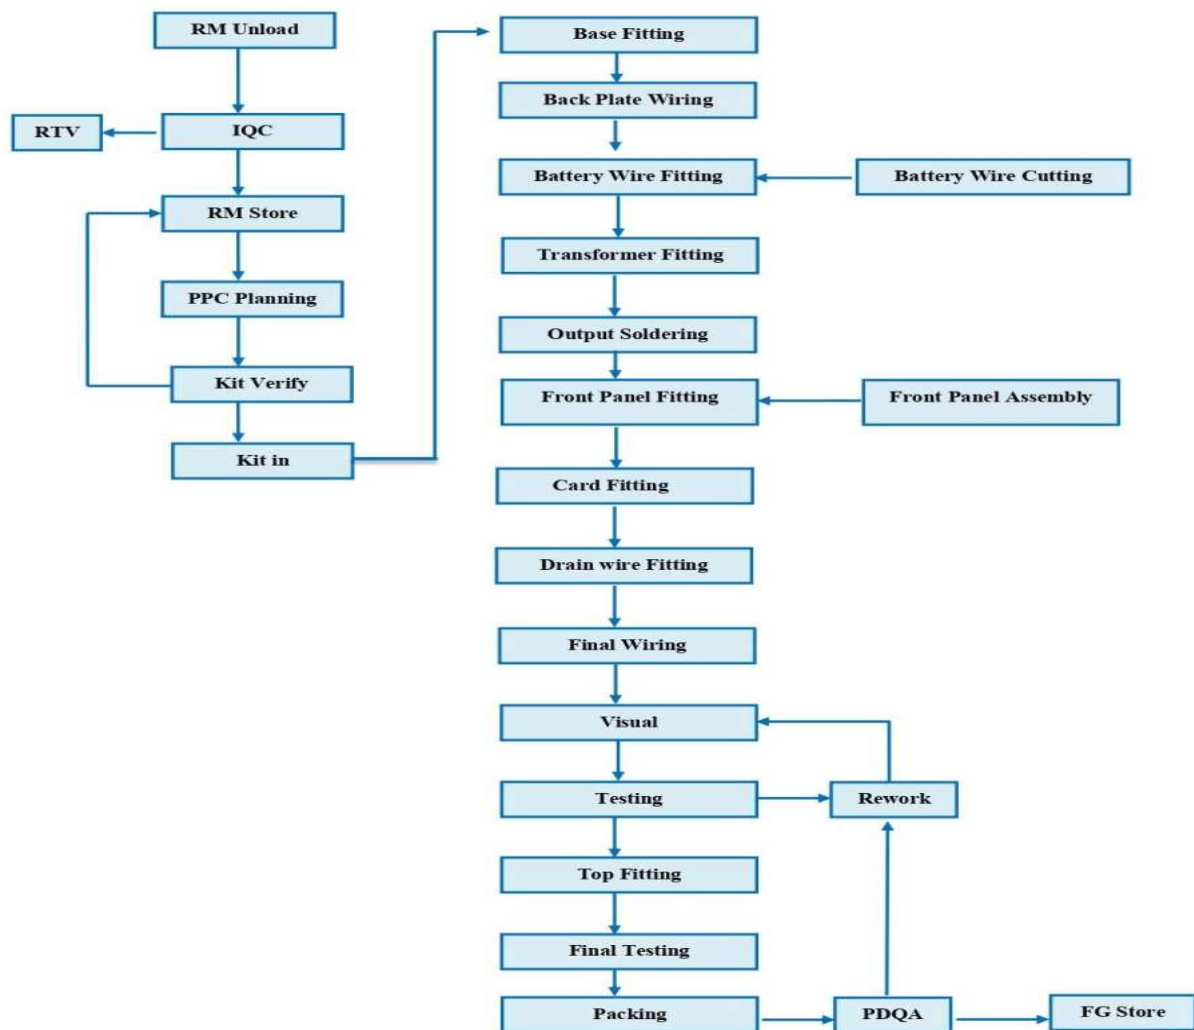 RM Unload
RTV
IQC
RM Store
PPC Planning
Kit Verify
Kit in
Base Fitting
Back Plate Wiring
Battery Wire Fitting
Battery Wire Cutting
Transformer Fitting
Output Soldering
Front Panel Fitting
Front Panel Assembly
Card Fitting
Drain wire Fitting
Final Wiring
Visual
Testing
Rework
Top Fitting
Final Testing
Packing
PDQA
FG Store